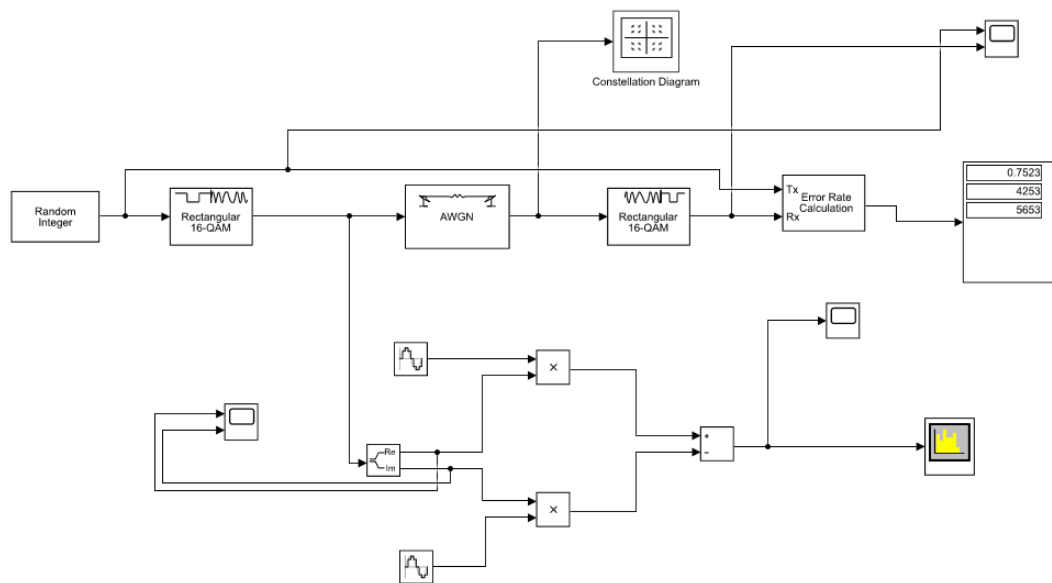 Constellation Diagram
Random
Integer
Rectangular
16-QAM
AWGN
Rectangular
16-QAM
Tx
Rx
Error Rate
Calculation
0.7523
4253
5653
×
Re
Im
+
−
×